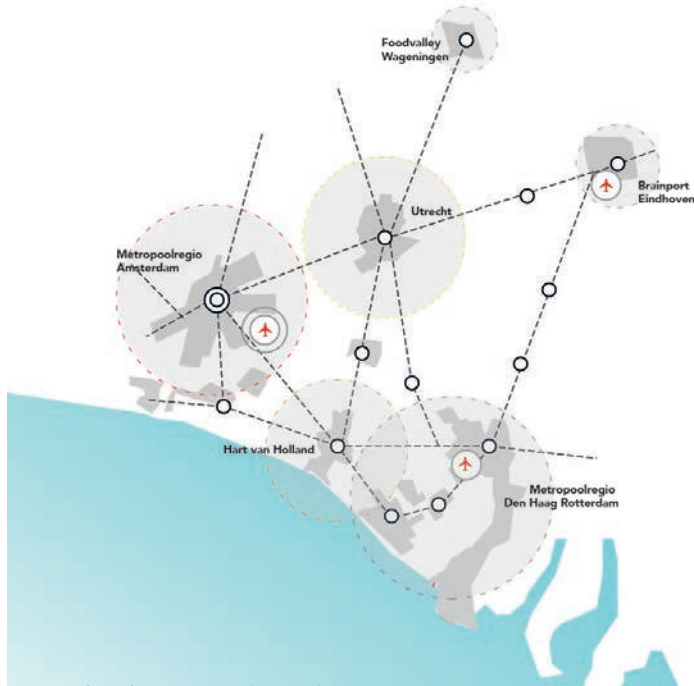 Foodvalley
Wageningen
Utrecht
Brainport
Eindhoven
Metropoolregio
Amsterdam
Hart van Holland
Metropoolregio
Den Haag Rotterdam